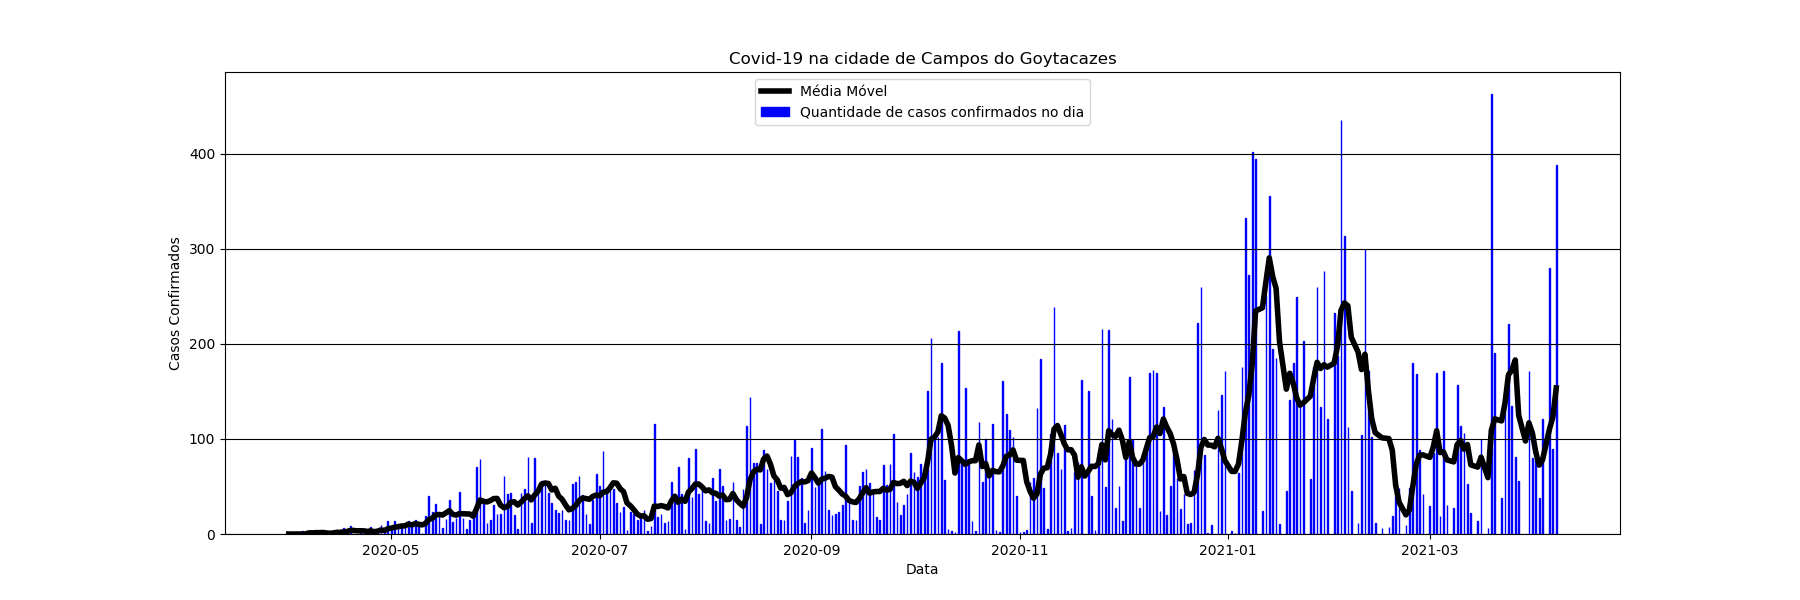 Covid-19 na cidade de Campos do Goytacazes
Média Móvel
Quantidade de casos confirmados no dia
Casos Confirmados
400
300
200
100
0
2020-05 2020-07 2020-09 2020-11 2021-01 2021-03
Data